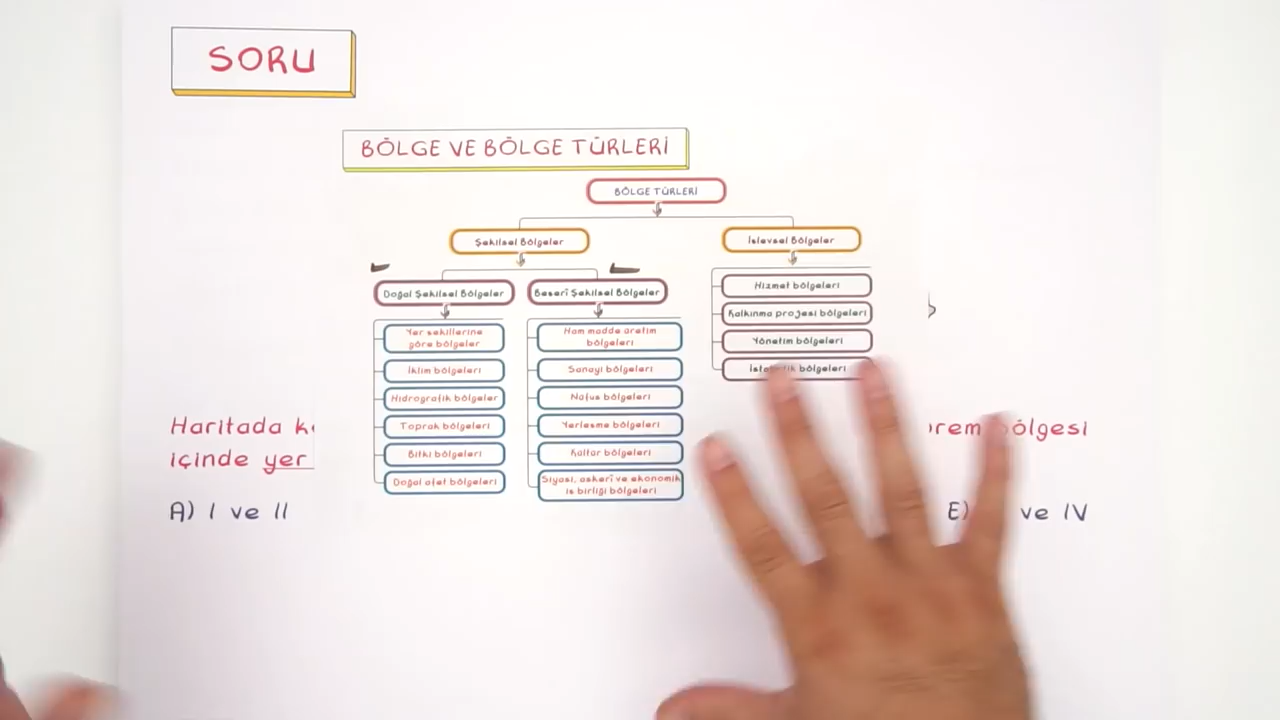 SORU
BÖLGE VE BÖLGE TÜRLERİ
BÖLGE TÜRLERİ
Şekilsel Bölgeler
İşlevsel Bölgeler
Doğal Şekilsel Bölgeler
Beşerî Şekilsel Bölgeler
Yer şekillerine
göre bölgeler
İklim bölgeleri
Hidrografik bölgeler
Toprak bölgeleri
Bitki bölgeleri
Doğal afet bölgeleri
Ham madde üretim
bölgeleri
Sanayi bölgeleri
Nüfus bölgeleri
Yerleşme bölgeleri
Kültür bölgeleri
Siyasi, askerî ve ekonomik
iş birliği bölgeleri
Hizmet bölgeleri
Kalkınma projesi bölgeleri
Yönetim bölgeleri
bölgeleri
Haritada bölgesi
içinde yer
A) I ve II
E) ve IV